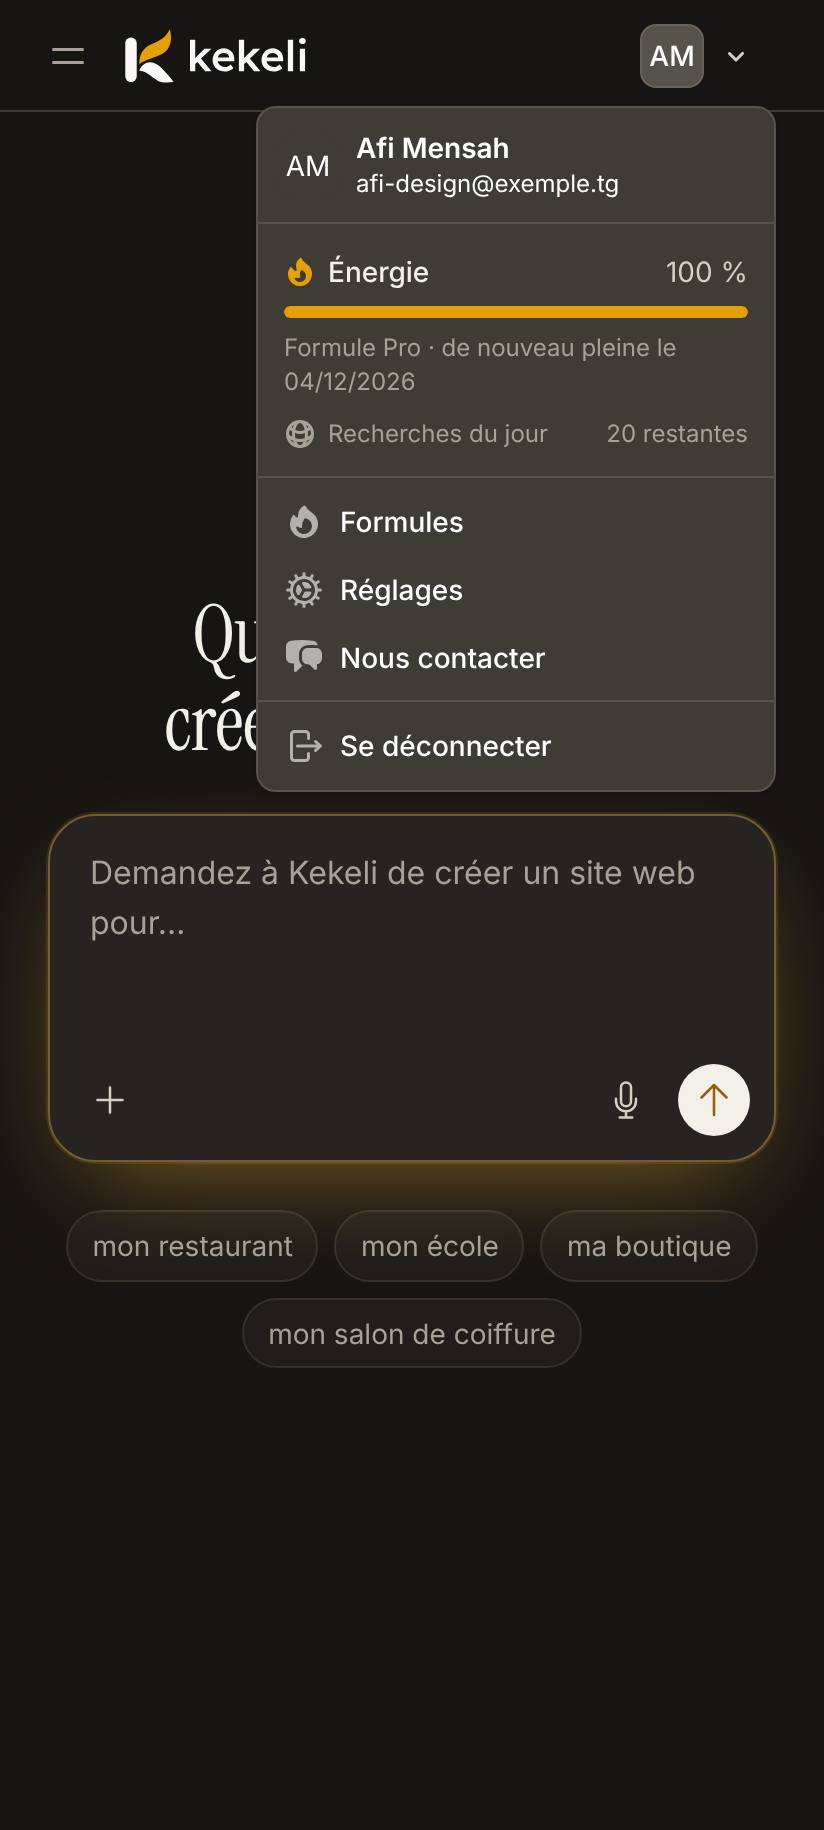 kekeli
AM
AM
Afi Mensah
afi-design@exemple.tg
Énergie
100 %
Formule Pro · de nouveau pleine le
04/12/2026
Recherches du jour
20 restantes
Formules
Réglages
Nous contacter
Se déconnecter
Demandez à Kekeli de créer un site web
pour...
mon restaurant
mon école
ma boutique
mon salon de coiffure